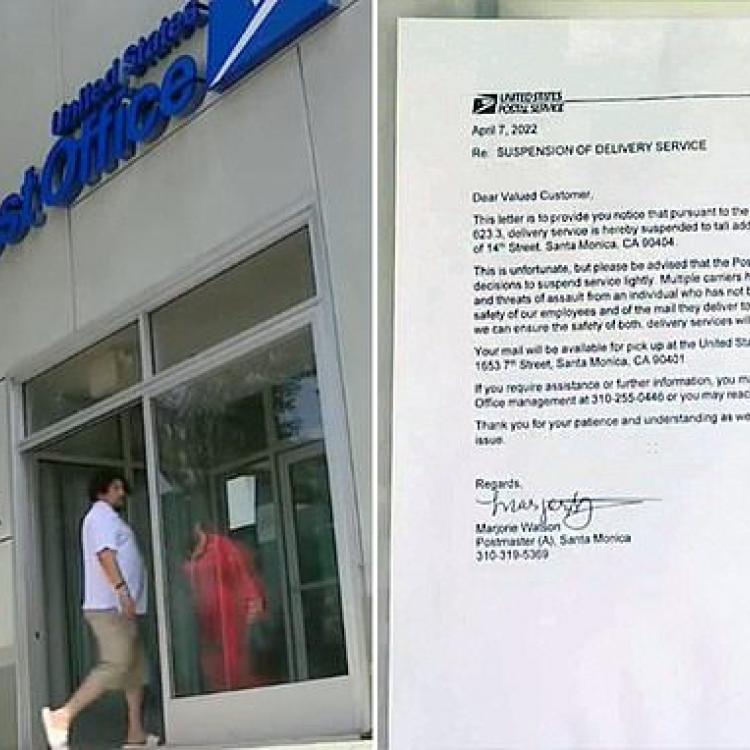 United States
Post Office
UNITED STATES
POSTAL SERVICE
April 7, 2022
Re: SUSPENSION OF DELIVERY SERVICE
Dear Valued Customer,
This letter is to provide you notice that pursuant to the
623.3, delivery service is hereby suspended to tall add
of 14th Street, Santa Monica, CA 90404.
This is unfortunate, but please be advised that the Pos
decisions to suspend service lightly. Multiple carriers h
and threats of assault from an individual who has not b
safety of our employees and of the mail they deliver to
we can ensure the safety of both, delivery services will
Your mail will be available for pick up at the United Sta
1653 7th Street, Santa Monica, CA 90401.
If you require assistance or further information, you ma
Office management at 310-255-0446 or you may reac
Thank you for your patience and understanding as we
issue.
Regards,
Marjorie Watson
Postmaster (A), Santa Monica
310-319-5369